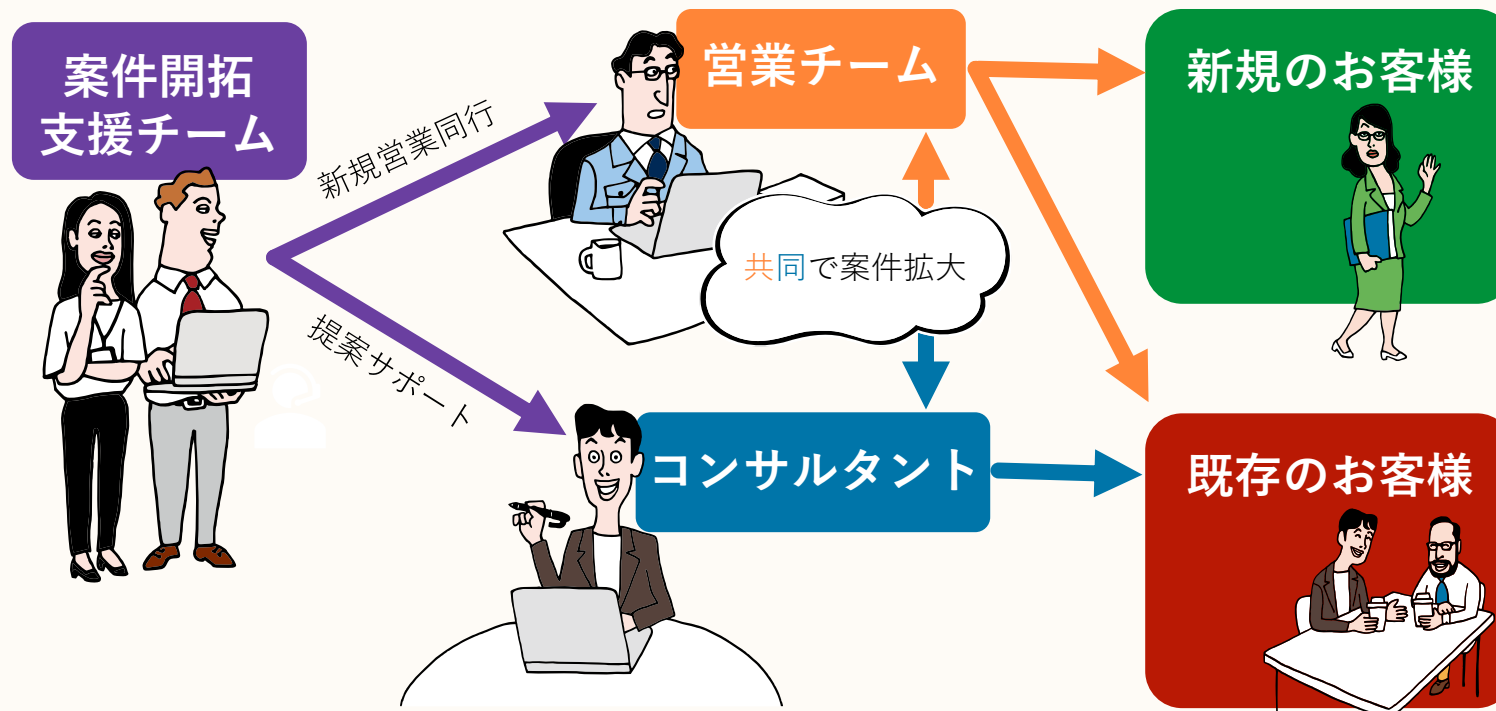 案件開拓
支援チーム
新規営業同行
提案サポート
営業チーム
共同で案件拡大
コンサルタント
新規のお客様
既存のお客様